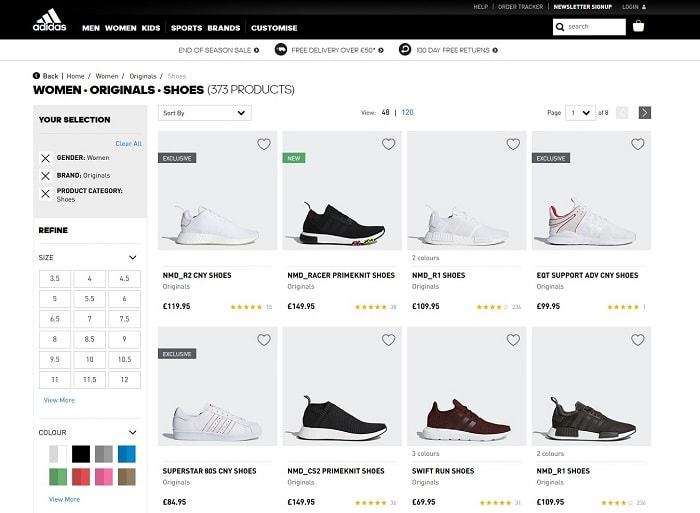 HELP | ORDER TRACKER | NEWSLETTER SIGNUP LOGIN
adidas
MEN WOMEN KIDS SPORTS BRANDS CUSTOMISE
search
END OF SEASON SALE FREE DELIVERY OVER £50* 100 DAY FREE RETURNS
Back | Home / Women / Originals / Shoes
WOMEN · ORIGINALS · SHOES (373 PRODUCTS)
YOUR SELECTION
Clear All
GENDER: Women
BRAND: Originals
PRODUCT CATEGORY:
Shoes
REFINE
SIZE
3.5 4 4.5
5 5.5 6
6.5 7 7.5
8 8.5 9
9.5 10 10.5
11 11.5 12
View More
COLOUR
View More
Sort By
View: 48 | 120
Page 1 of 8
EXCLUSIVE
NMD_R2 CNY SHOES
Originals
£119.95 15
NEW
NMD_RACER PRIMEKNIT SHOES
Originals
£149.95 38
2 colours
NMD_R1 SHOES
Originals
£109.95 236
EXCLUSIVE
EQT SUPPORT ADV CNY SHOES
Originals
£99.95 1
EXCLUSIVE
SUPERSTAR 80S CNY SHOES
Originals
£84.95
NMD_CS2 PRIMEKNIT SHOES
Originals
£149.95 36
3 colours
SWIFT RUN SHOES
Originals
£69.95 31
2 colours
NMD_R1 SHOES
Originals
£109.95 236